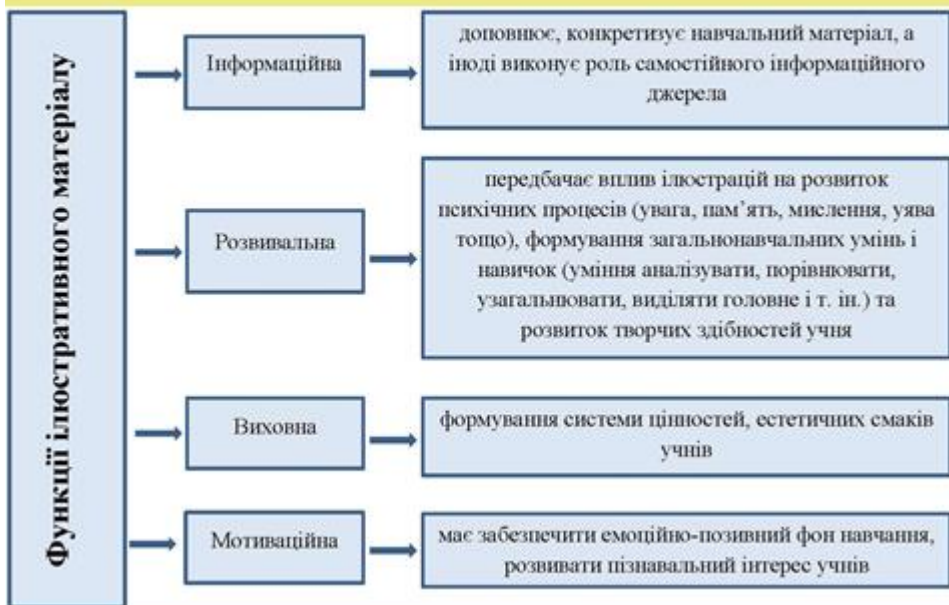 Функції ілюстративного матеріалу
Інформаційна
доповнює, конкретизує навчальний матеріал, а
іноді виконує роль самостійного інформаційного
джерела
Розвивальна
передбачає вплив ілюстрацій на розвиток
психічних процесів (увага, пам’ять, мислення, уява
тощо), формування загальнонавчальних умінь і
навичок (уміння аналізувати, порівнювати,
узагальнювати, виділяти головне і т. ін.) та
розвиток творчих здібностей учня
Виховна
формування системи цінностей, естетичних смаків
учнів
Мотиваційна
має забезпечити емоційно-позивний фон навчання,
розвивати пізнавальний інтерес учнів